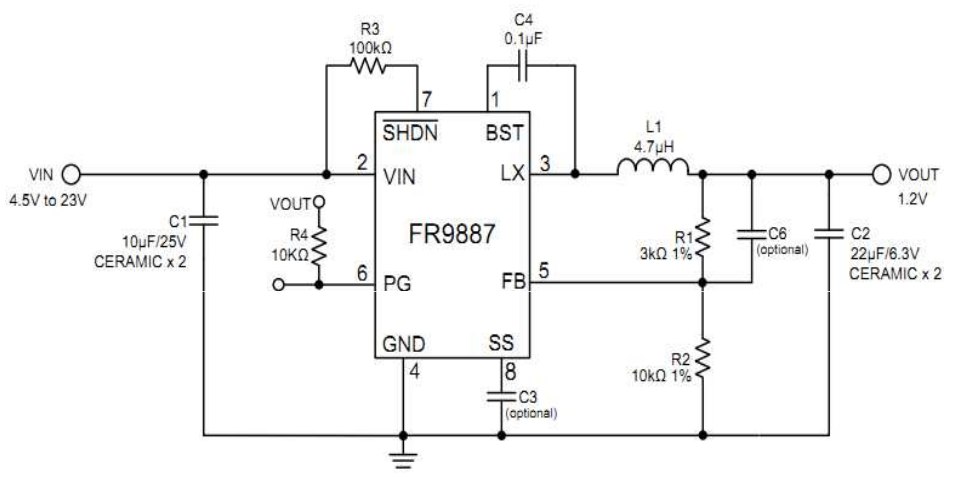 C4
0.1µF
R3
100kΩ
7
1
SHDN
BST
L1
4.7µH
VIN
4.5V to 23V
2
VIN
LX
3
VOUT
1.2V
C1
10µF/25V
CERAMIC x 2
VOUT
R4
10KΩ
FR9887
R1
3kΩ 1%
C6
(optional)
C2
22µF/6.3V
CERAMIC x 2
6
PG
FB
5
GND
SS
4
8
C3
(optional)
R2
10kΩ 1%